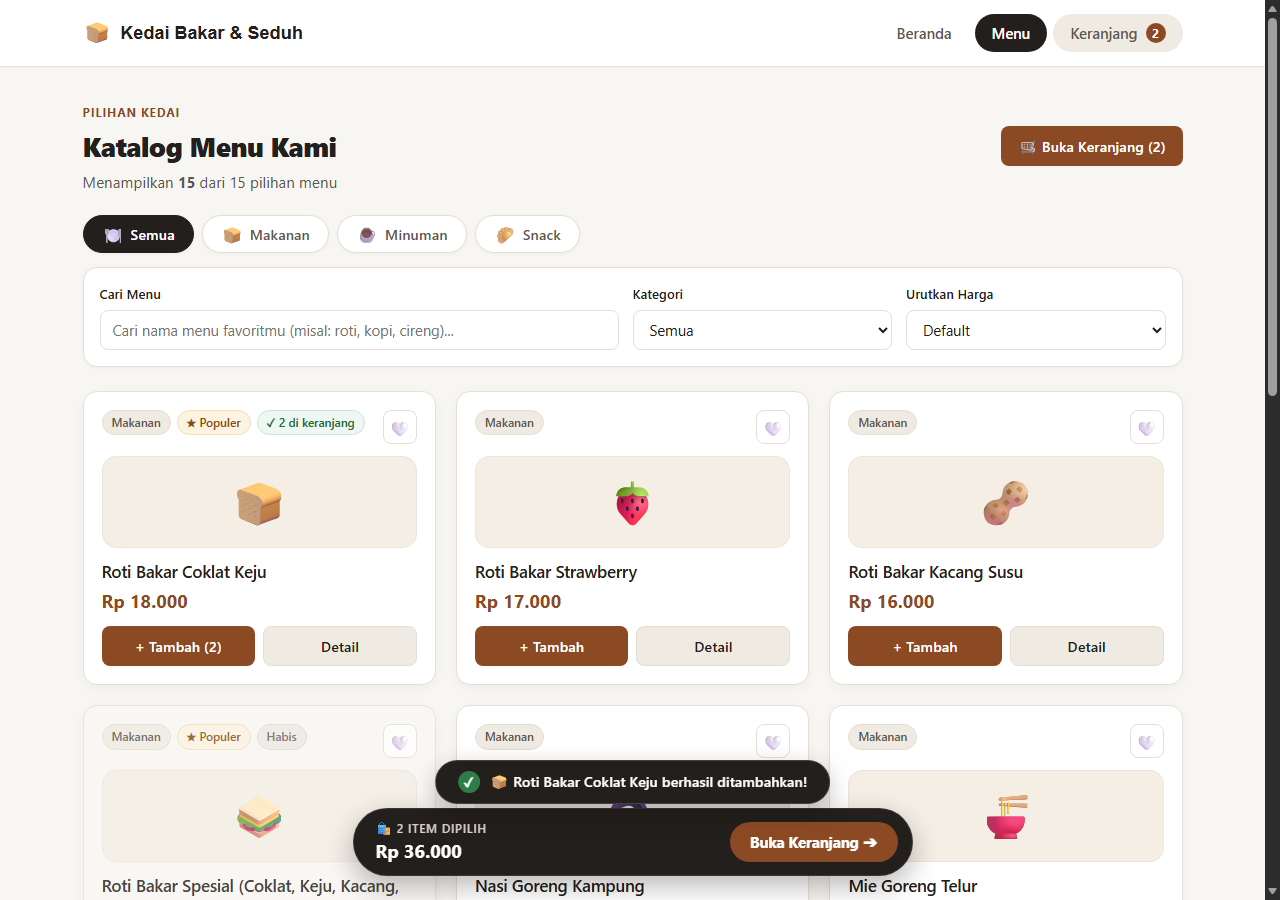 Kedai Bakar & Seduh
Beranda
Menu
Keranjang 2
PILIHAN KEDAI
Katalog Menu Kami
Menampilkan 15 dari 15 pilihan menu
Buka Keranjang (2)
Semua
Makanan
Minuman
Snack
Cari Menu
Cari nama menu favoritmu (misal: roti, kopi, cireng)...
Kategori
Semua
Urutkan Harga
Default
Makanan
★ Populer
✓ 2 di keranjang
Roti Bakar Coklat Keju
Rp 18.000
+ Tambah (2)
Detail
Makanan
Roti Bakar Strawberry
Rp 17.000
+ Tambah
Detail
Makanan
Roti Bakar Kacang Susu
Rp 16.000
+ Tambah
Detail
Makanan
★ Populer
Habis
Roti Bakar Spesial (Coklat, Keju, Kacang,
Makanan
Nasi Goreng Kampung
Makanan
Mie Goreng Telur
✓ Roti Bakar Coklat Keju berhasil ditambahkan!
2 ITEM DIPILIH
Rp 36.000
Buka Keranjang ➔